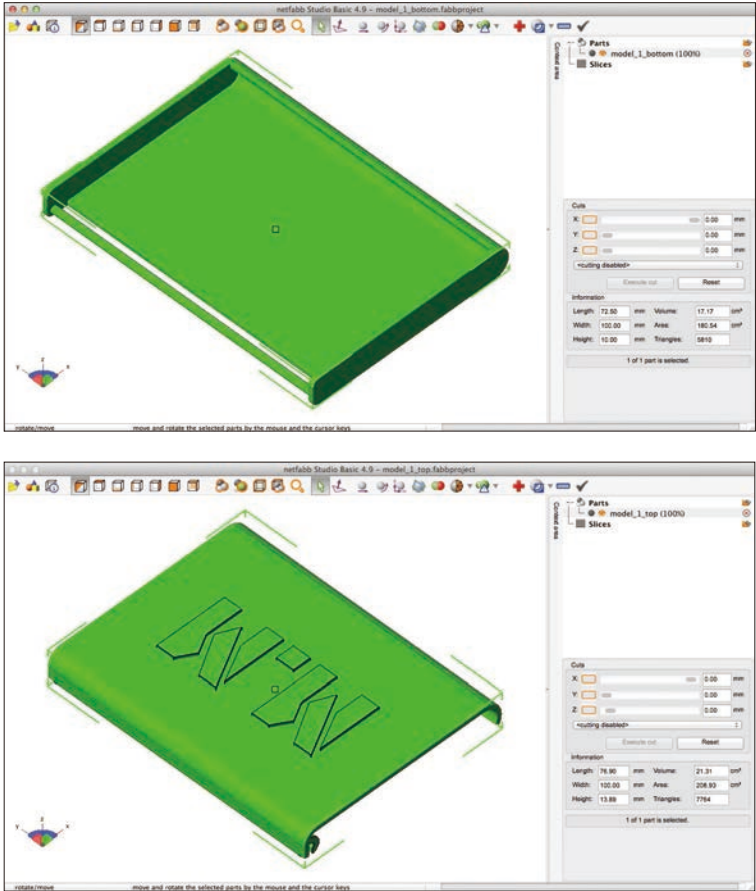 netfabb Studio Basic 4.9 – model_1_bottom.fabbproject
Context area
Parts
model_1_bottom (100%)
Slices
Cuts
X: 0.00 mm
Y: 0.00 mm
Z: 0.00 mm
<cutting disabled>
Execute cut Reset
Information
Length: 72.50 mm Volume: 17.17 cm³
Width: 100.00 mm Area: 180.54 cm²
Height: 10.00 mm Triangles: 5810
1 of 1 part is selected.
z
y x
rotate/move move and rotate the selected parts by the mouse and the cursor keys
netfabb Studio Basic 4.9 – model_1_top.fabbproject
Context area
Parts
model_1_top (100%)
Slices
Cuts
X: 0.00 mm
Y: 0.00 mm
Z: 0.00 mm
<cutting disabled>
Execute cut Reset
Information
Length: 76.90 mm Volume: 21.31 cm³
Width: 100.00 mm Area: 208.93 cm²
Height: 13.89 mm Triangles: 7764
1 of 1 part is selected.
z
y x
rotate/move move and rotate the selected parts by the mouse and the cursor keys